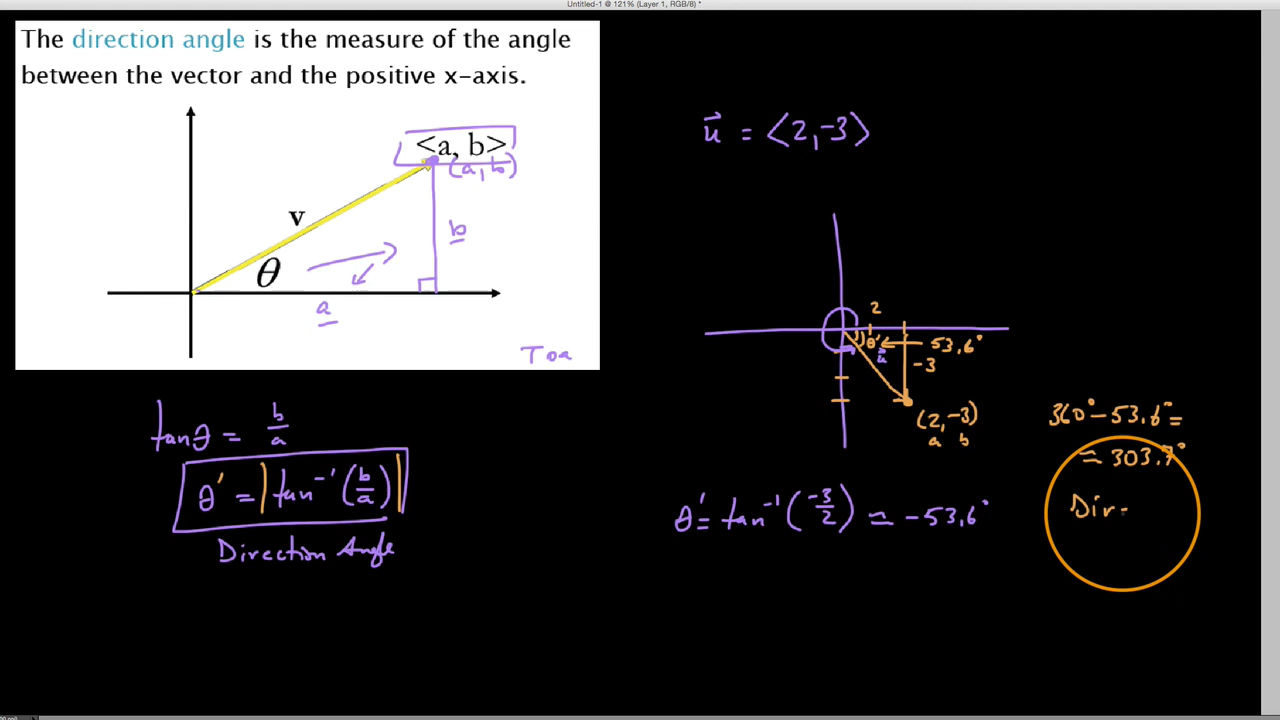 Untitled-1 @ 121% (Layer 1, RGB/8) *
The direction angle is the measure of the angle
between the vector and the positive x-axis.
<a, b>
(a, b)
v
b
θ
a
Toa
tanθ = b/a
θ' = |tan⁻¹(b/a)|
Direction Angle
u⃗ = ⟨2,-3⟩
2
θ'
53.6°
u⃗
-3
(2,-3)
a b
θ' = tan⁻¹(-3/2) ≈ -53.6°
360° - 53.6° =
≈ 303.7°
Dir-